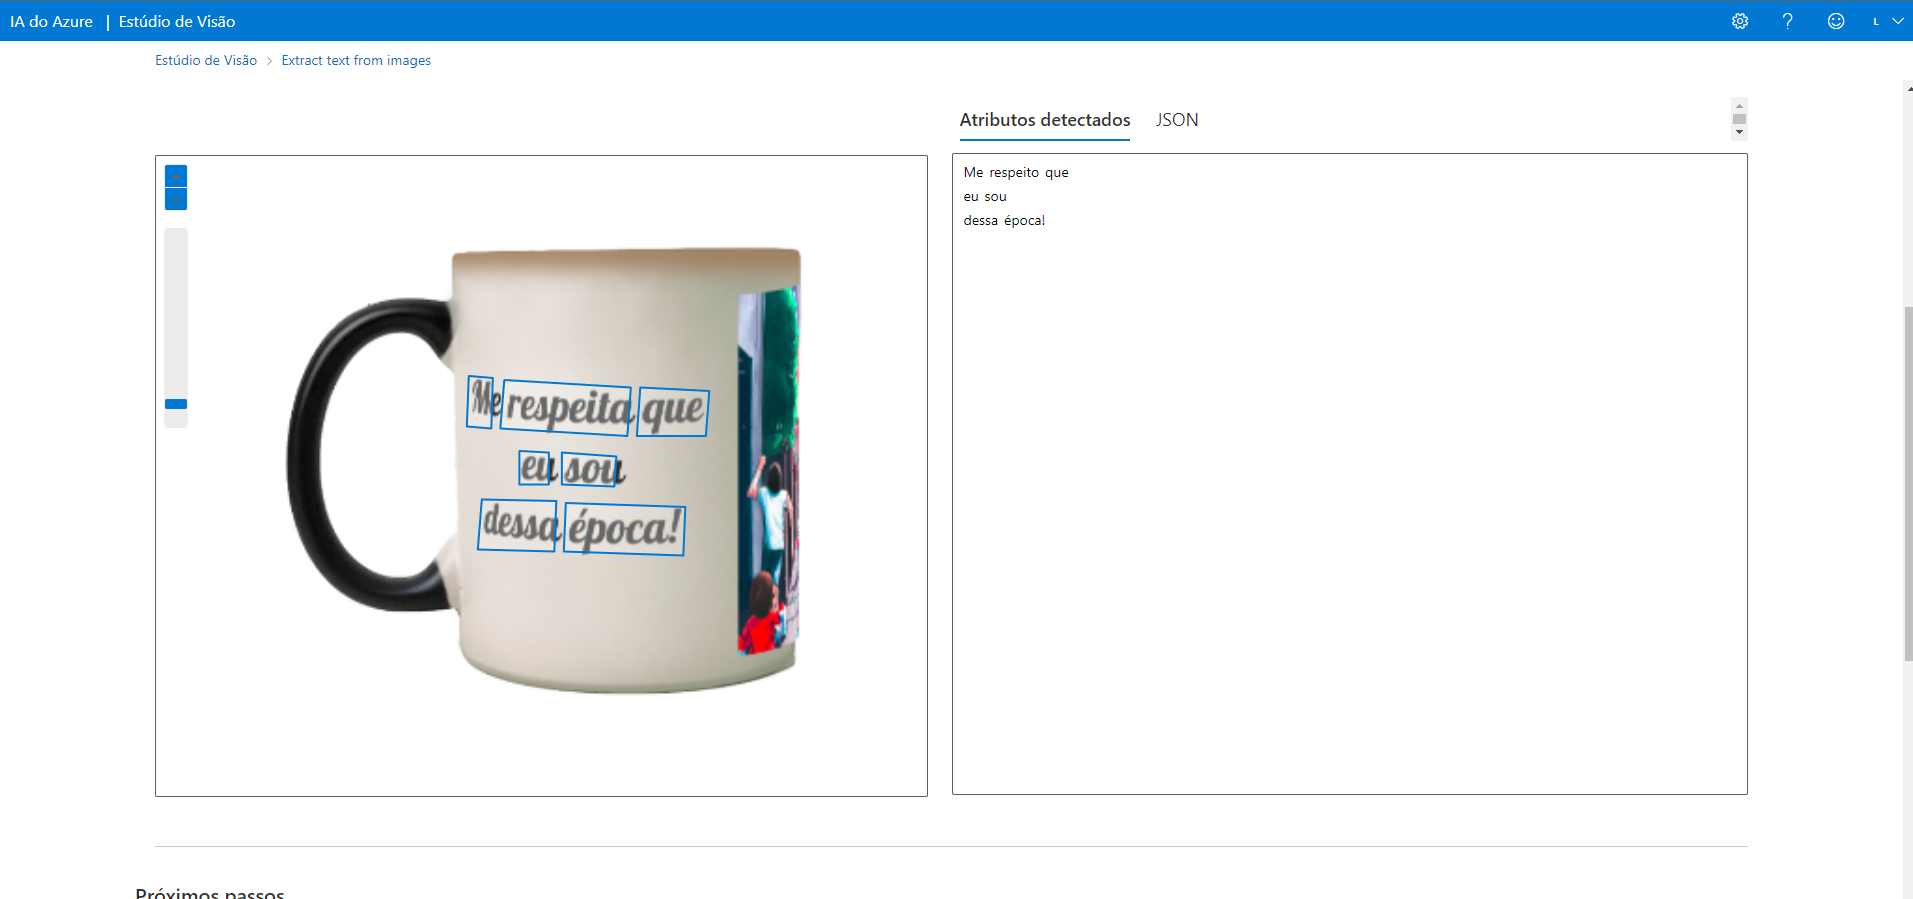 IA do Azure | Estúdio de Visão
L
Estúdio de Visão > Extract text from images
Atributos detectados JSON
Me respeita que
eu sou
dessa época!
Me respeito que
eu sou
dessa época!
Próximos passos